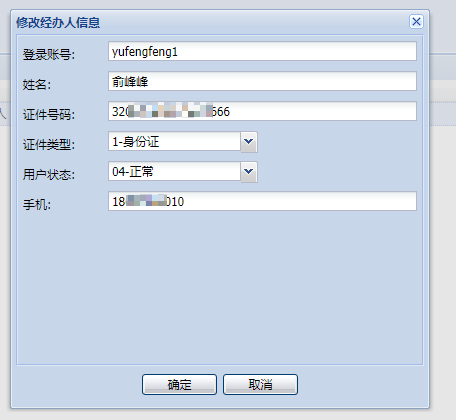 修改经办人信息
登录账号: yufengfeng1
姓名: 俞峰峰
证件号码: 320 566
证件类型: 1-身份证
用户状态: 04-正常
手机: 18 010
确定 取消